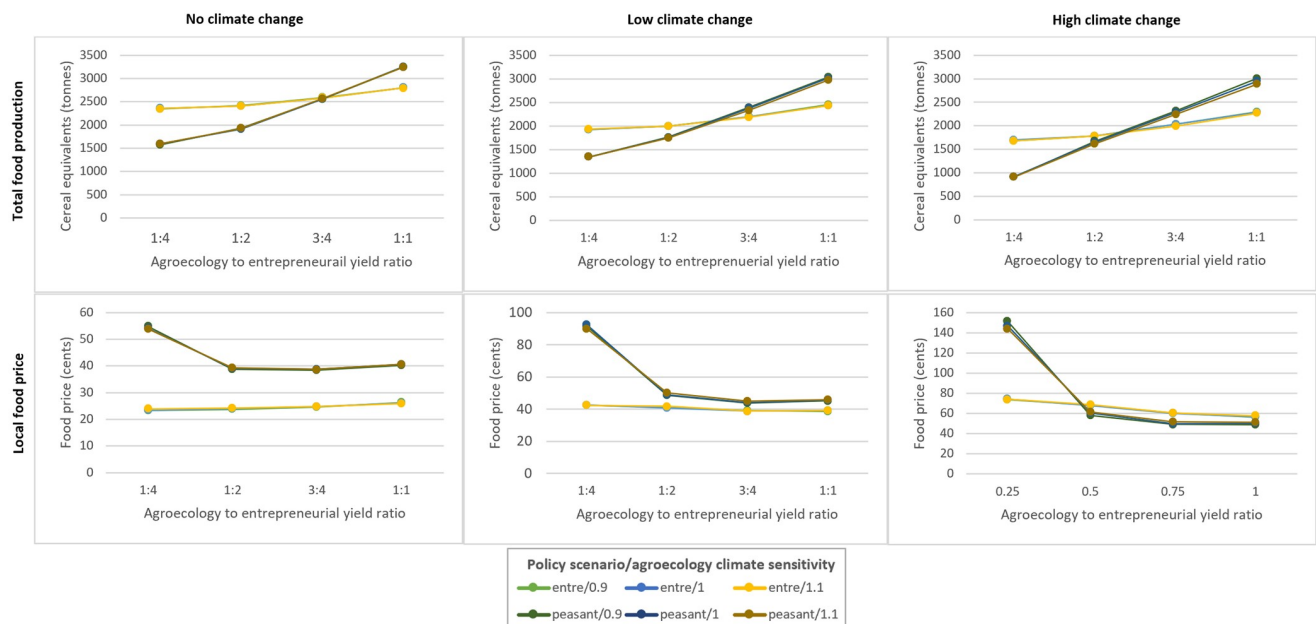 No climate change
Low climate change
High climate change
Total food production
Cereal equivalents (tonnes)
3500
3000
2500
2000
1500
1000
500
0
1:4 1:2 3:4 1:1
Agroecology to entrepreneurail yield ratio
Cereal equivalents (tonnes)
3500
3000
2500
2000
1500
1000
500
0
1:4 1:2 3:4 1:1
Agroecology to entreprenuerial yield ratio
Cereal equivalents (tonnes)
3500
3000
2500
2000
1500
1000
500
0
1:4 1:2 3:4 1:1
Agroecology to entrepreneurial yield ratio
Local food price
Food price (cents)
60
50
40
30
20
10
0
1:4 1:2 3:4 1:1
Agroecology to entrepreneurial yield ratio
Food price (cents)
100
80
60
40
20
0
1:4 1:2 3:4 1:1
Agroecology to entrepreneurial yield ratio
Food price (cents)
160
140
120
100
80
60
40
20
0
0.25 0.5 0.75 1
Agroecology to entrepreneurial yield ratio
Policy scenario/agroecology climate sensitivity
entre/0.9 entre/1 entre/1.1
peasant/0.9 peasant/1 peasant/1.1